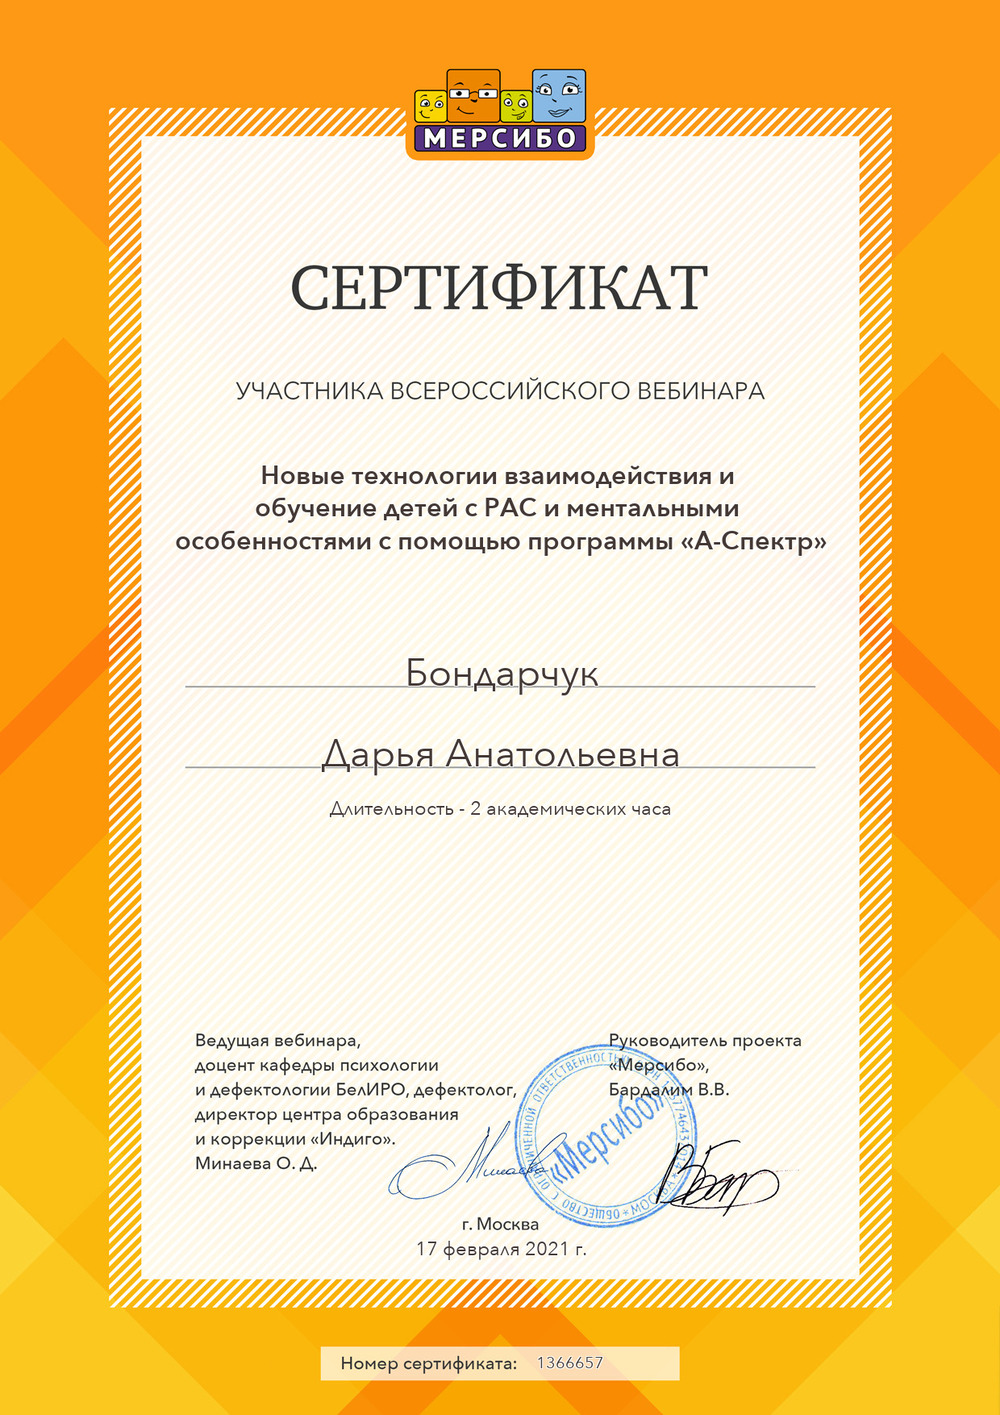 МЕРСИБО
СЕРТИФИКАТ
УЧАСТНИКА ВСЕРОССИЙСКОГО ВЕБИНАРА
Новые технологии взаимодействия и
обучение детей с РАС и ментальными
особенностями с помощью программы «А-Спектр»
Бондарчук
Дарья Анатольевна
Длительность - 2 академических часа
Ведущая вебинара,
доцент кафедры психологии
и дефектологии БелИРО, дефектолог,
директор центра образования
и коррекции «Индиго».
Минаева О. Д.
Руководитель проекта
«Мерсибо»,
Бардалим В.В.
ОБЩЕСТВО С ОГРАНИЧЕННОЙ ОТВЕТСТВЕННОСТЬЮ
МОСКВА
«Мерсибо»
г. Москва
17 февраля 2021 г.
Номер сертификата: 1366657